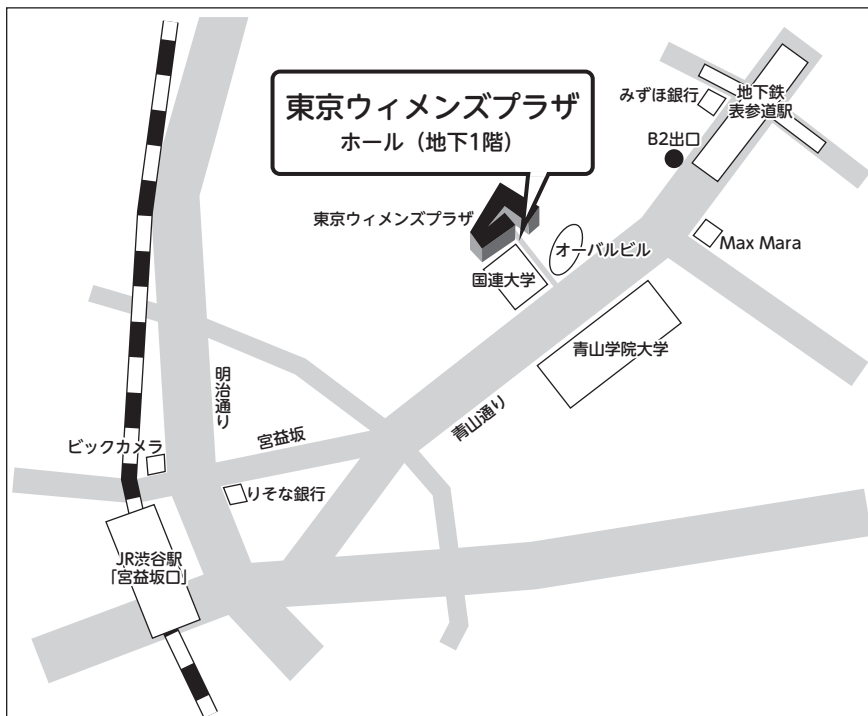 東京ウィメンズプラザ
ホール（地下1階）
みずほ銀行
地下鉄
表参道駅
B2出口
東京ウィメンズプラザ
オーバルビル
Max Mara
国連大学
青山学院大学
明治通り
青山通り
宮益坂
ビックカメラ
りそな銀行
JR渋谷駅
「宮益坂口」